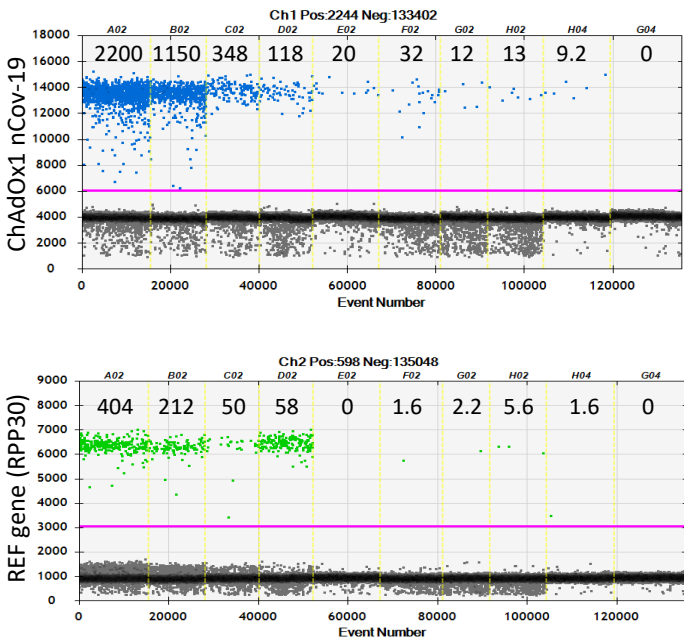 Ch1 Pos:2244 Neg:133402
A02 B02 C02 D02 E02 F02 G02 H02 H04 G04
2200 1150 348 118 20 32 12 13 9.2 0
18000
16000
14000
12000
10000
8000
6000
4000
2000
0
ChAdOx1 nCov-19
0 20000 40000 60000 80000 100000 120000
Event Number
Ch2 Pos:598 Neg:135048
A02 B02 C02 D02 E02 F02 G02 H02 H04 G04
404 212 50 58 0 1.6 2.2 5.6 1.6 0
9000
8000
7000
6000
5000
4000
3000
2000
1000
0
REF gene (RPP30)
0 20000 40000 60000 80000 100000 120000
Event Number